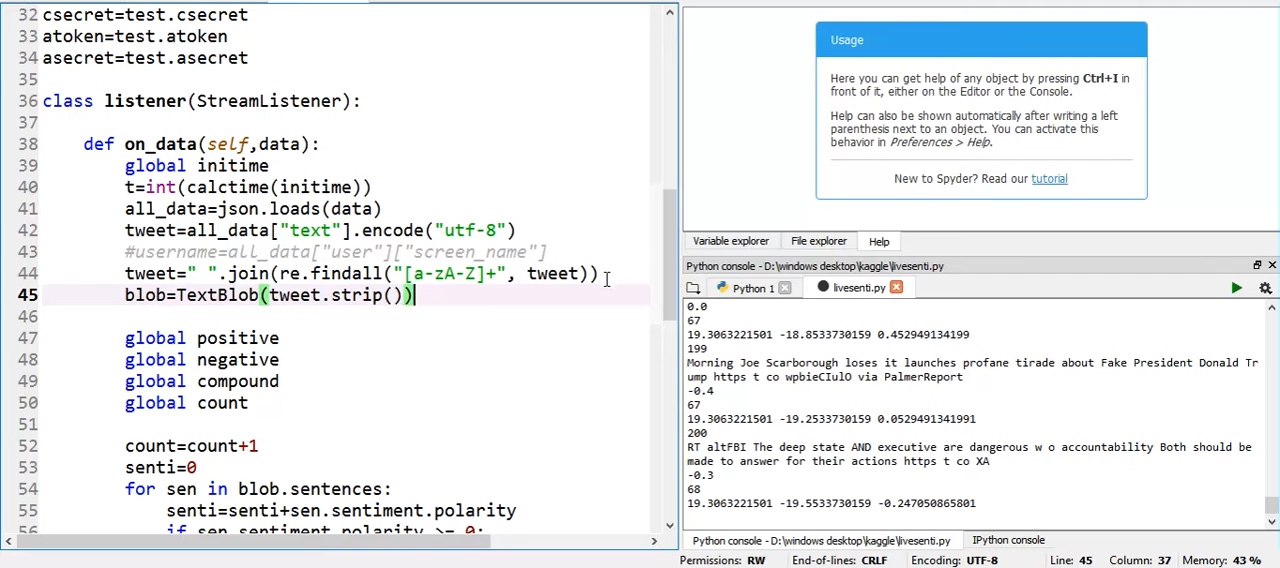 32 csecret=test.csecret
33 atoken=test.atoken
34 asecret=test.asecret
35
36 class listener(StreamListener):
37
38 def on_data(self,data):
39 global initime
40 t=int(calctime(initime))
41 all_data=json.loads(data)
42 tweet=all_data["text"].encode("utf-8")
43 #username=all_data["user"]["screen_name"]
44 tweet=" ".join(re.findall("[a-zA-Z]+", tweet))
45 blob=TextBlob(tweet.strip())
46
47 global positive
48 global negative
49 global compound
50 global count
51
52 count=count+1
53 senti=0
54 for sen in blob.sentences:
55 senti=senti+sen.sentiment.polarity
56 if sen.sentiment.polarity >= 0:
Usage
Here you can get help of any object by pressing Ctrl+I in
front of it, either on the Editor or the Console.
Help can also be shown automatically after writing a left
parenthesis next to an object. You can activate this
behavior in Preferences > Help.
New to Spyder? Read our tutorial
Variable explorer File explorer Help
Python console - D:\windows desktop\kaggle\livesenti.py
Python 1 livesenti.py
0.0
67
19.3063221501 -18.8533730159 0.452949134199
199
Morning Joe Scarborough loses it launches profane tirade about Fake President Donald Tr
ump https t co wpbieCIulO via PalmerReport
-0.4
67
19.3063221501 -19.2533730159 0.0529491341991
200
RT altFBI The deep state AND executive are dangerous w o accountability Both should be
made to answer for their actions https t co XA
-0.3
68
19.3063221501 -19.5533730159 -0.247050865801
Python console - D:\windows desktop\kaggle\livesenti.py IPython console
Permissions: RW End-of-lines: CRLF Encoding: UTF-8 Line: 45 Column: 37 Memory: 43 %